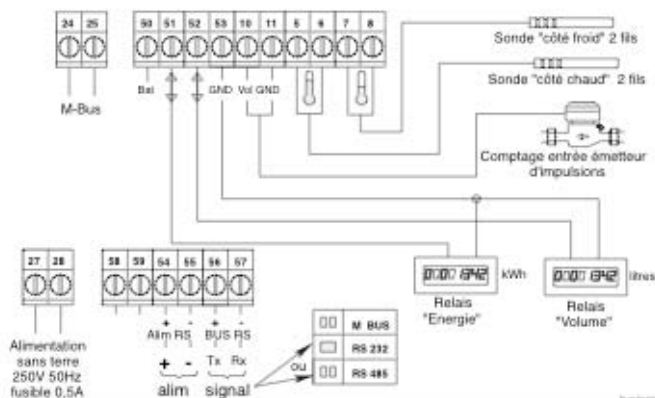 24 25
50 51 52 53 10 11 5 6 7 8
Sonde "côté froid" 2 fils
Sonde "côté chaud" 2 fils
M-Bus
Bat
GND
Vol
GND
Comptage entrée émetteur
d'impulsions
27 28
58 59 54 55 56 57
kWh
litres
Relais
"Energie"
Relais
"Volume"
+ - + -
Alim RS BUS RS
+ - Tx Rx
alim signal
ou
M BUS
RS 232
RS 485
Alimentation
sans terre
250V 50Hz
fusible 0,5A